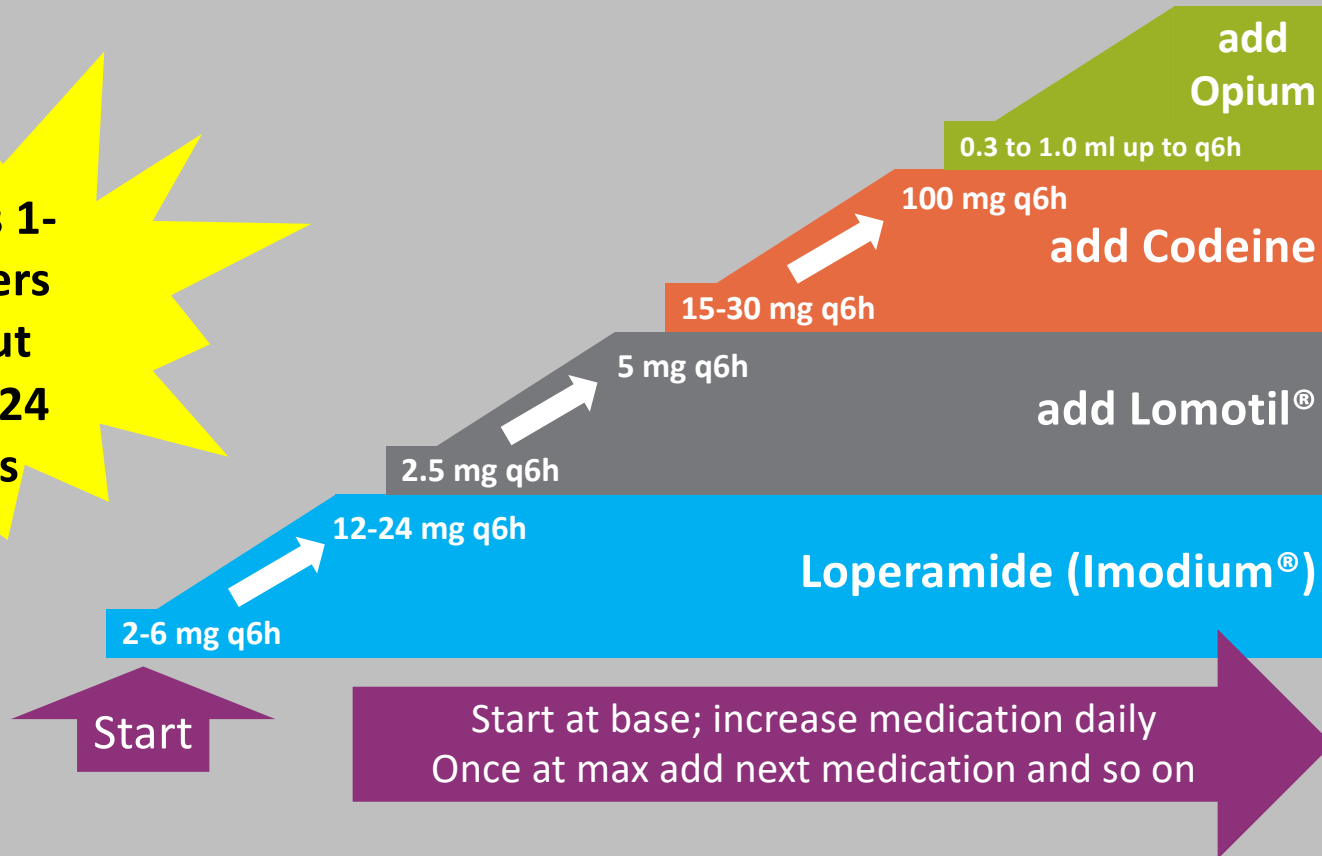 add
Opium
0.3 to 1.0 ml up to q6h
100 mg q6h
add Codeine
15-30 mg q6h
5 mg q6h
add Lomotil®
2.5 mg q6h
12-24 mg q6h
Loperamide (Imodium®)
2-6 mg q6h
1-
24
Start
Start at base; increase medication daily
Once at max add next medication and so on